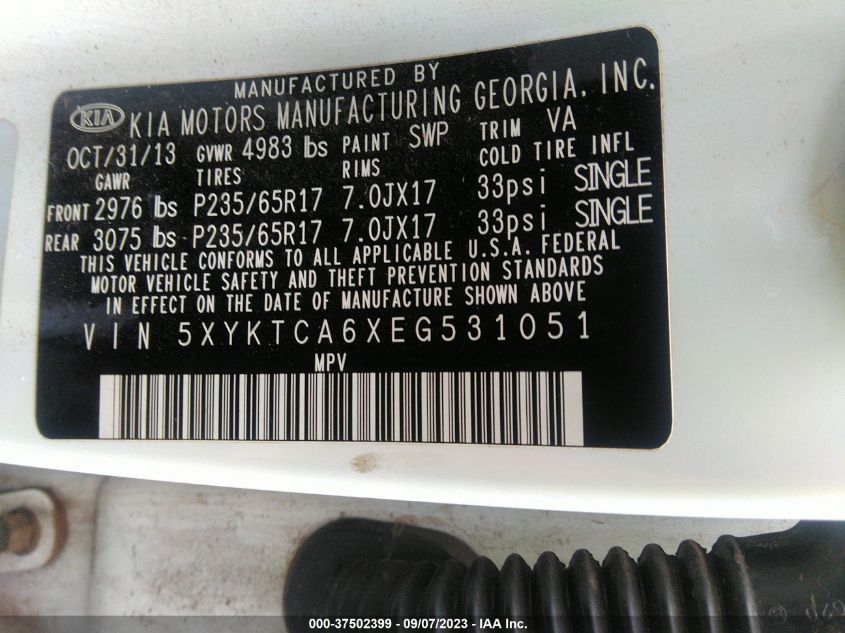 MANUFACTURED BY
KIA KIA MOTORS MANUFACTURING GEORGIA, INC.
OCT/31/13 GVWR 4983 lbs PAINT SWP TRIM VA
GAWR TIRES RIMS COLD TIRE INFL
FRONT 2976 lbs P235/65R17 7.0JX17 33psi SINGLE
REAR 3075 lbs P235/65R17 7.0JX17 33psi SINGLE
THIS VEHICLE CONFORMS TO ALL APPLICABLE U.S.A. FEDERAL
MOTOR VEHICLE SAFETY AND THEFT PREVENTION STANDARDS
IN EFFECT ON THE DATE OF MANUFACTURE SHOWN ABOVE
VIN 5XYKTCA6XEG531051
MPV
000-37502399 - 09/07/2023 - IAA Inc.